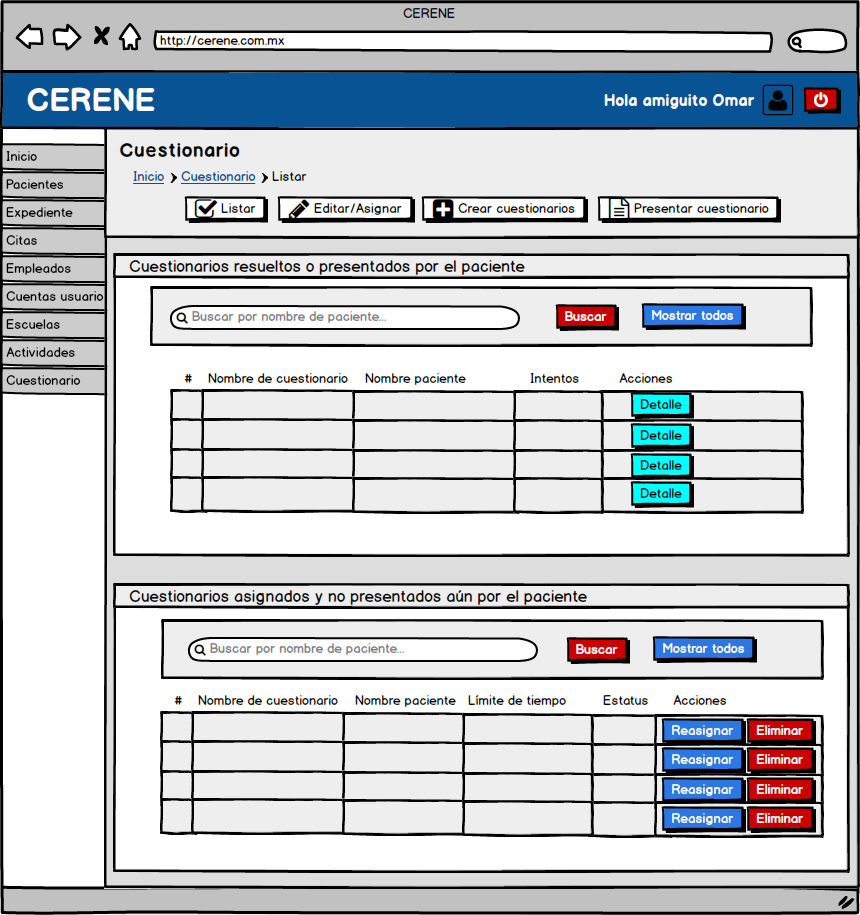 CERENE
http://cerene.com.mx
CERENE
Hola amiguito Omar
Inicio
Pacientes
Expediente
Citas
Empleados
Cuentas usuario
Escuelas
Actividades
Cuestionario
Cuestionario
Inicio Cuestionario Listar
Listar Editar/Asignar Crear cuestionarios Presentar cuestionario
Cuestionarios resueltos o presentados por el paciente
Buscar por nombre de paciente... Buscar Mostrar todos
# Nombre de cuestionario Nombre paciente Intentos Acciones
Detalle
Detalle
Detalle
Detalle
Cuestionarios asignados y no presentados aún por el paciente
Buscar por nombre de paciente... Buscar Mostrar todos
# Nombre de cuestionario Nombre paciente Límite de tiempo Estatus Acciones
Reasignar Eliminar
Reasignar Eliminar
Reasignar Eliminar
Reasignar Eliminar